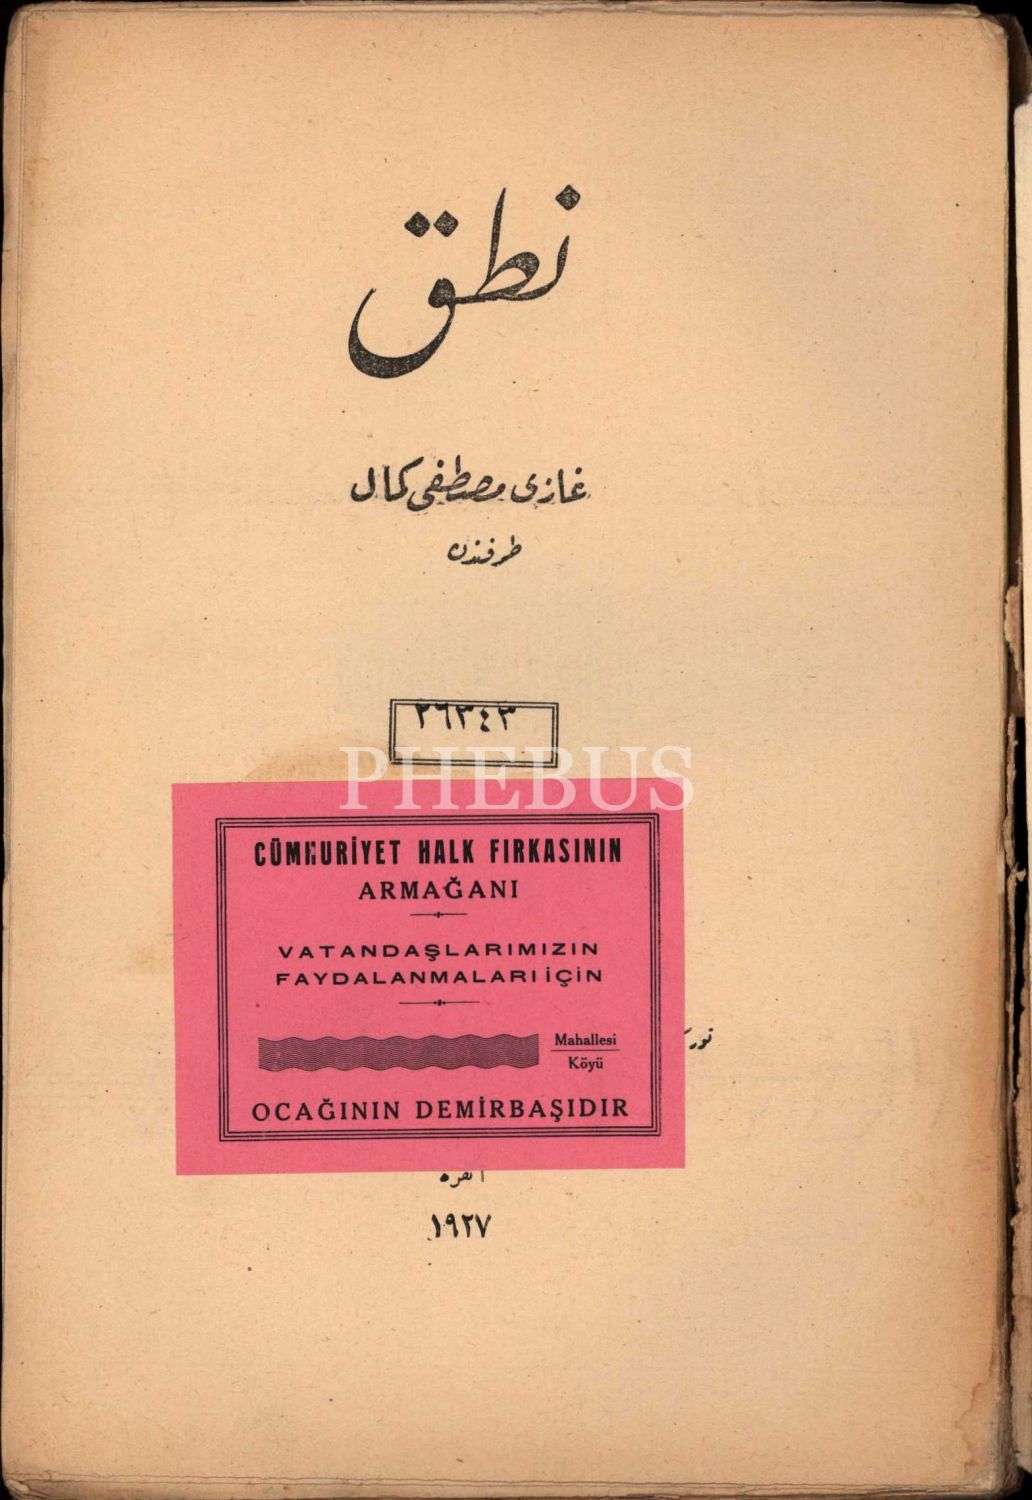 نطق
غازی مصطفی کمال
طرفندن
٢٦٣٤٣
PHEBUS
CÜMHURİYET HALK FIRKASININ
ARMAĞANI
VATANDAŞLARIMIZIN
FAYDALANMALARI İÇİN
Mahallesi
Köyü
OCAĞININ DEMİRBAŞIDIR
آنقره
١٩٢٧